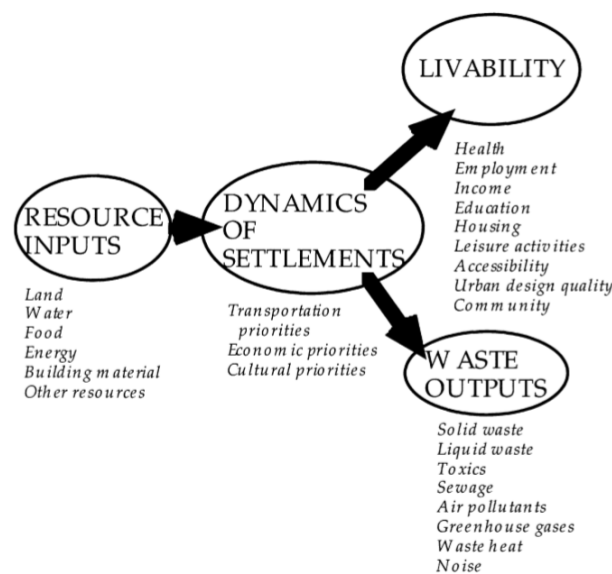 LIVABILITY
Health
Employment
Income
Education
Housing
Leisure activities
Accessibility
Urban design quality
Community
RESOURCE
INPUTS
Land
Water
Food
Energy
Building material
Other resources
DYNAMICS
OF
SETTLEMENTS
Transportation
priorities
Economic priorities
Cultural priorities
WASTE
OUTPUTS
Solid waste
Liquid waste
Toxics
Sewage
Air pollutants
Greenhouse gases
Waste heat
Noise